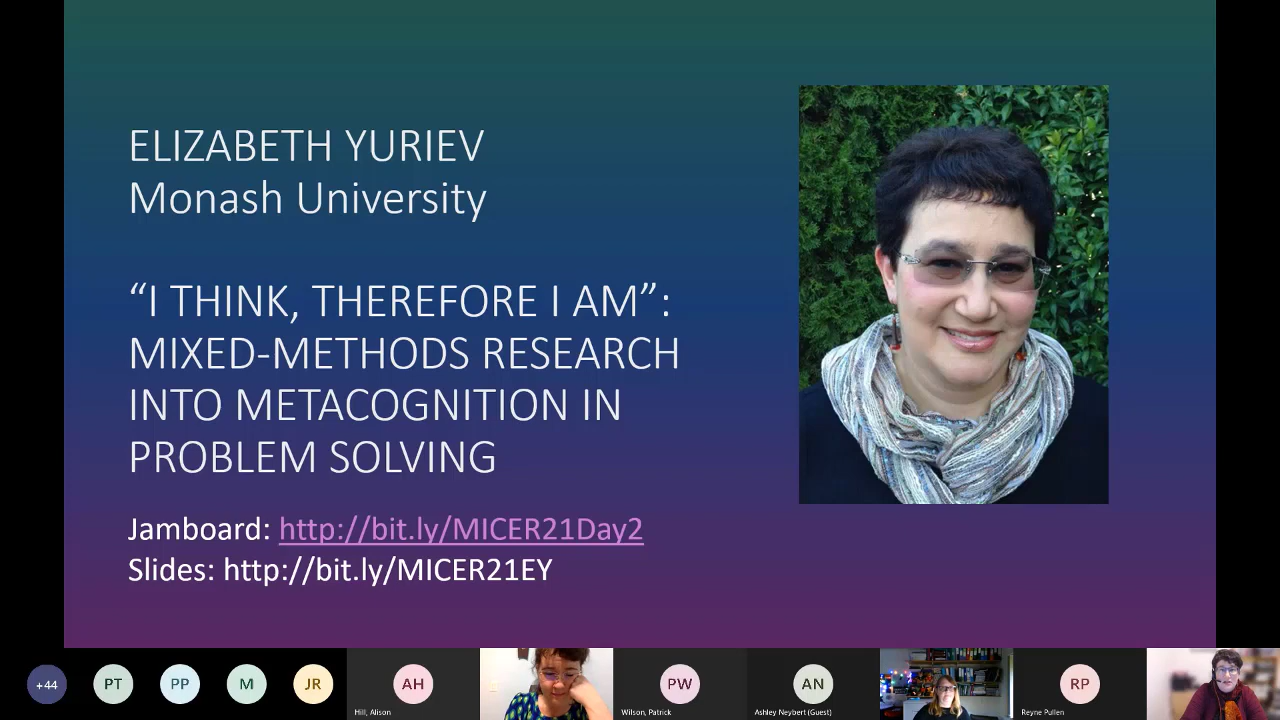 ELIZABETH YURIEV
Monash University
“I THINK, THEREFORE I AM”:
MIXED-METHODS RESEARCH
INTO METACOGNITION IN
PROBLEM SOLVING
Jamboard: http://bit.ly/MICER21Day2
Slides: http://bit.ly/MICER21EY
+44
PT
PP
M
JR
AH
PW
AN
RP
Hill, Alison
Wilson, Patrick
Ashley Neybert (Guest)
Reyne Pullen